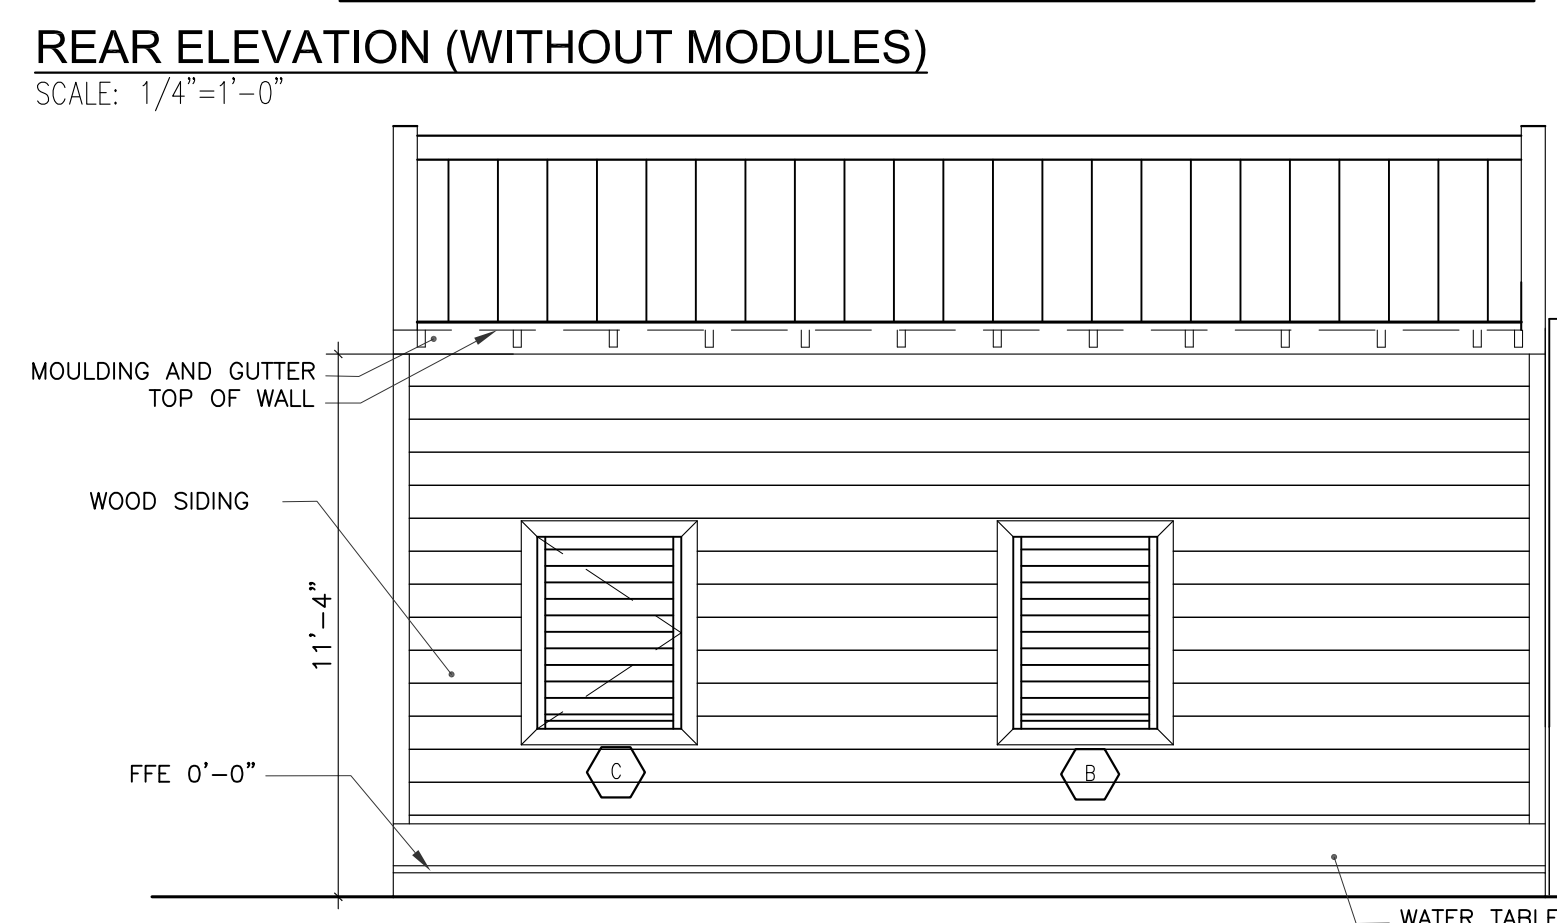 REAR ELEVATION (WITHOUT MODULES)
SCALE: 1/4"=1'-0"
MOULDING AND GUTTER
TOP OF WALL
WOOD SIDING
11'-4"
C
B
FFE 0'-0"
WATER TABLE